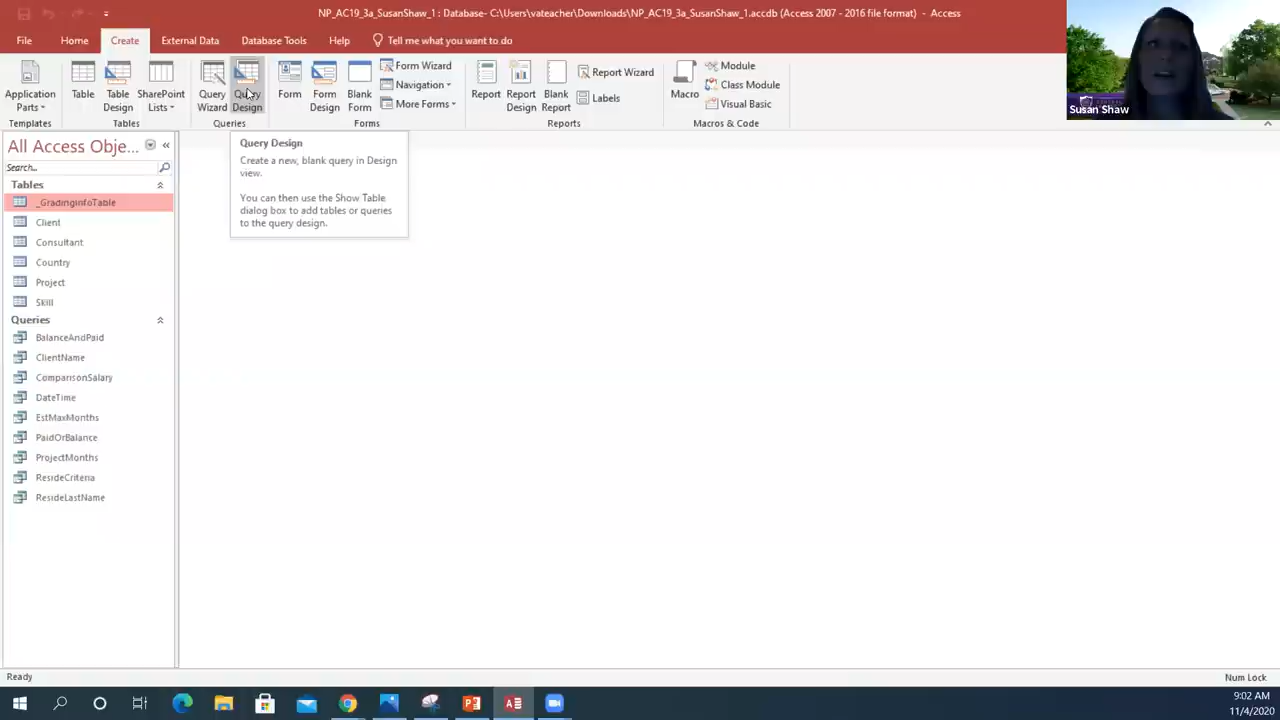 NP_AC19_3a_SusanShaw_1 : Database- C:\Users\vateacher\Downloads\NP_AC19_3a_SusanShaw_1.accdb (Access 2007 - 2016 file format) - Access
File Home Create External Data Database Tools Help Tell me what you want to do
Application Parts
Table
Table Design
SharePoint Lists
Query Wizard
Query Design
Form
Form Design
Blank Form
Form Wizard
Navigation
More Forms
Report
Report Design
Blank Report
Report Wizard
Labels
Macro
Module
Class Module
Visual Basic
Templates Tables Queries Forms Reports Macros & Code
Susan Shaw
All Access Obje...
Search...
Tables
_GradingInfoTable
Client
Consultant
Country
Project
Skill
Queries
BalanceAndPaid
ClientName
ComparisonSalary
DateTime
EstMaxMonths
PaidOrBalance
ProjectMonths
ResideCriteria
ResideLastName
Query Design
Create a new, blank query in Design
view.
You can then use the Show Table
dialog box to add tables or queries
to the query design.
Ready
Num Lock
9:02 AM
11/4/2020